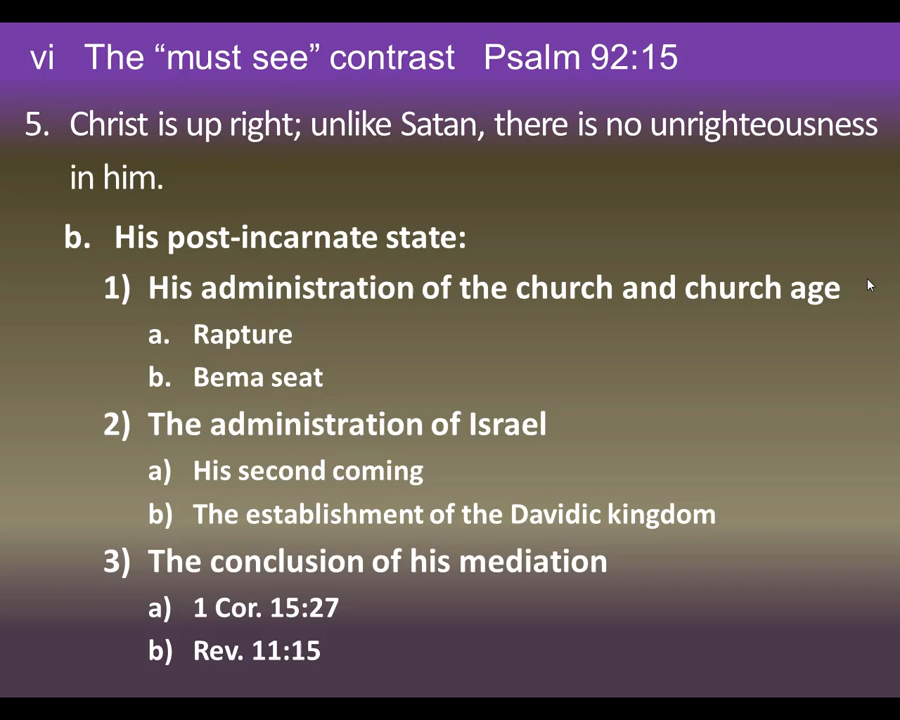 vi The “must see” contrast Psalm 92:15
5. Christ is up right; unlike Satan, there is no unrighteousness
in him.
b. His post-incarnate state:
1) His administration of the church and church age
a. Rapture
b. Bema seat
2) The administration of Israel
a) His second coming
b) The establishment of the Davidic kingdom
3) The conclusion of his mediation
a) 1 Cor. 15:27
b) Rev. 11:15